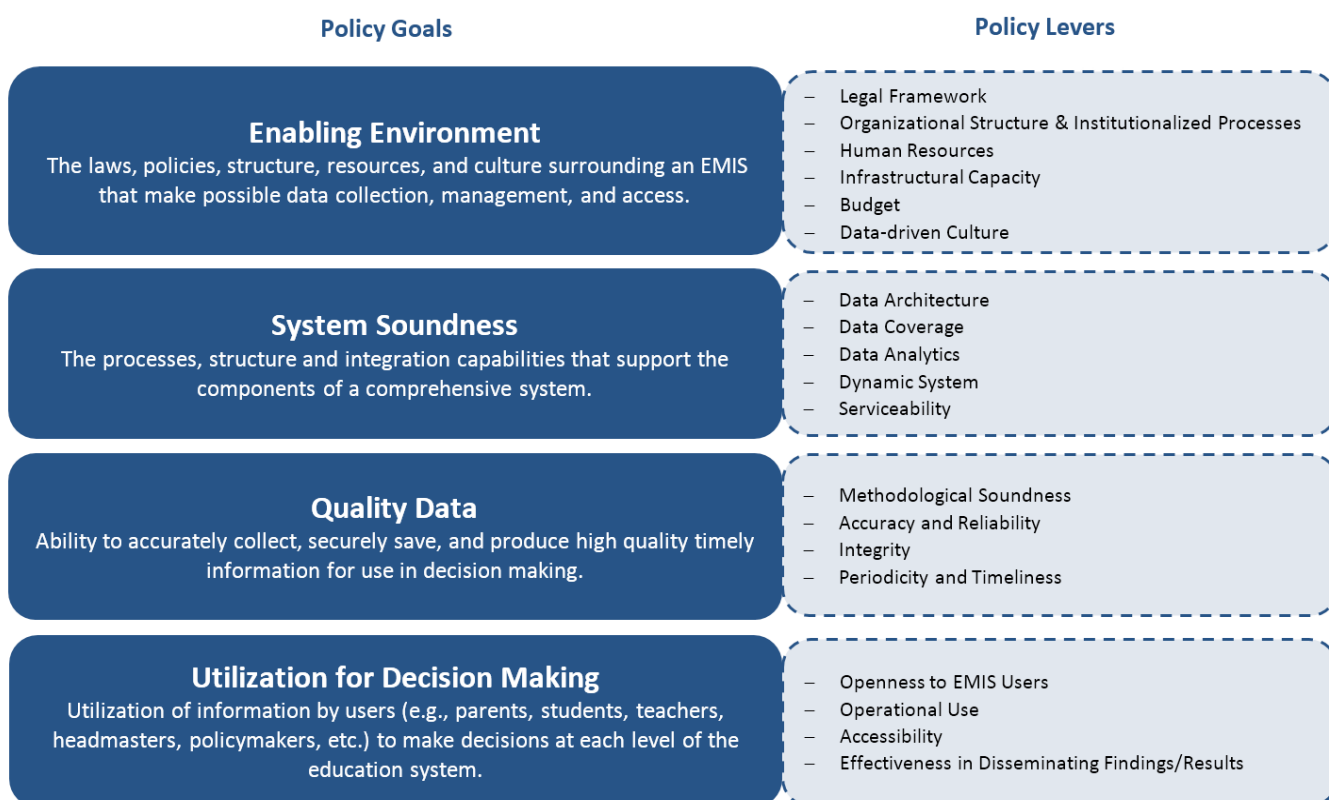 Policy Goals
Policy Levers
Enabling Environment
The laws, policies, structure, resources, and culture surrounding an EMIS
that make possible data collection, management, and access.
– Legal Framework
– Organizational Structure & Institutionalized Processes
– Human Resources
– Infrastructural Capacity
– Budget
– Data-driven Culture
System Soundness
The processes, structure and integration capabilities that support the
components of a comprehensive system.
– Data Architecture
– Data Coverage
– Data Analytics
– Dynamic System
– Serviceability
Quality Data
Ability to accurately collect, securely save, and produce high quality timely
information for use in decision making.
– Methodological Soundness
– Accuracy and Reliability
– Integrity
– Periodicity and Timeliness
Utilization for Decision Making
Utilization of information by users (e.g., parents, students, teachers,
headmasters, policymakers, etc.) to make decisions at each level of the
education system.
– Openness to EMIS Users
– Operational Use
– Accessibility
– Effectiveness in Disseminating Findings/Results